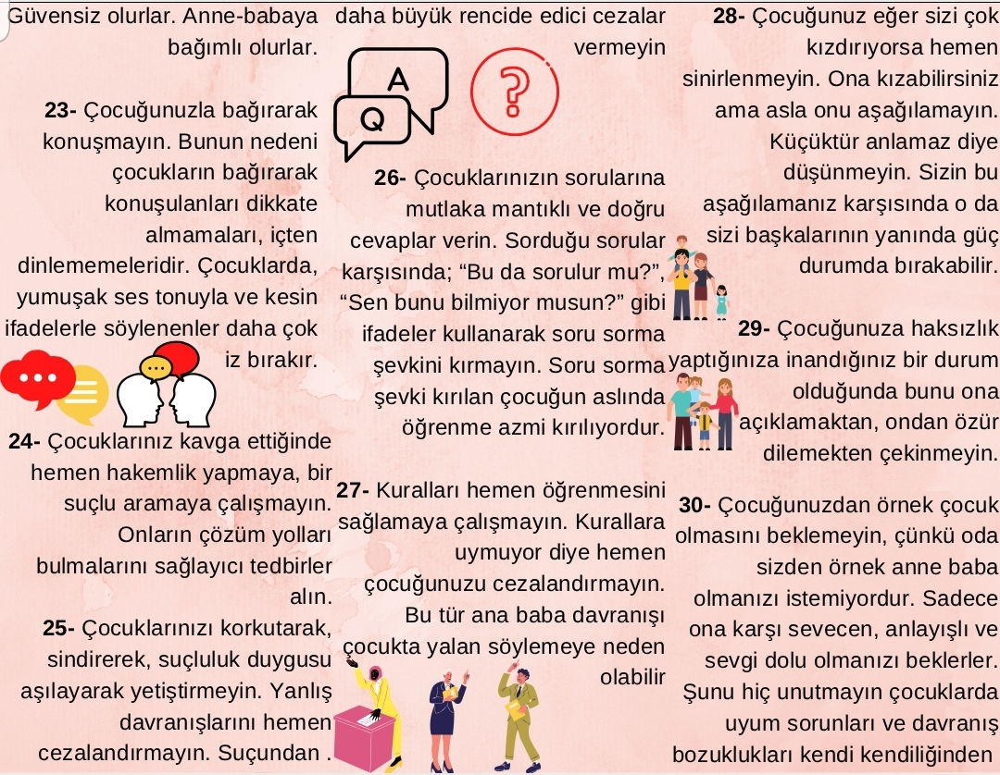 Güvensiz olurlar. Anne-babaya
bağımlı olurlar.
23- Çocuğunuzla bağırarak
konuşmayın. Bunun nedeni
çocukların bağırarak
konuşulanları dikkate
almamaları, içten
dinlememeleridir. Çocuklarda,
yumuşak ses tonuyla ve kesin
ifadelerle söylenenler daha çok
iz bırakır.
24- Çocuklarınız kavga ettiğinde
hemen hakemlik yapmaya, bir
suçlu aramaya çalışmayın.
Onların çözüm yolları
bulmalarını sağlayıcı tedbirler
alın.
25- Çocuklarınızı korkutarak,
sindirerek, suçluluk duygusu
aşılayarak yetiştirmeyin. Yanlış
davranışlarını hemen
cezalandırmayın. Suçundan .
daha büyük rencide edici cezalar
vermeyin
A
Q
?
26- Çocuklarınızın sorularına
mutlaka mantıklı ve doğru
cevaplar verin. Sorduğu sorular
karşısında; “Bu da sorulur mu?”,
“Sen bunu bilmiyor musun?” gibi
ifadeler kullanarak soru sorma
şevkini kırmayın. Soru sorma
şevki kırılan çocuğun aslında
öğrenme azmi kırılıyordur.
27- Kuralları hemen öğrenmesini
sağlamaya çalışmayın. Kurallara
uymuyor diye hemen
çocuğunuzu cezalandırmayın.
Bu tür ana baba davranışı
çocukta yalan söylemeye neden
olabilir
28- Çocuğunuz eğer sizi çok
kızdırıyorsa hemen
sinirlenmeyin. Ona kızabilirsiniz
ama asla onu aşağılamayın.
Küçüktür anlamaz diye
düşünmeyin. Sizin bu
aşağılamanız karşısında o da
sizi başkalarının yanında güç
durumda bırakabilir.
29- Çocuğunuza haksızlık
yaptığınıza inandığınız bir durum
olduğunda bunu ona
açıklamaktan, ondan özür
dilemekten çekinmeyin.
30- Çocuğunuzdan örnek çocuk
olmasını beklemeyin, çünkü oda
sizden örnek anne baba
olmanızı istemiyordur. Sadece
ona karşı sevecen, anlayışlı ve
sevgi dolu olmanızı beklerler.
Şunu hiç unutmayın çocuklarda
uyum sorunları ve davranış
bozuklukları kendi kendiliğinden